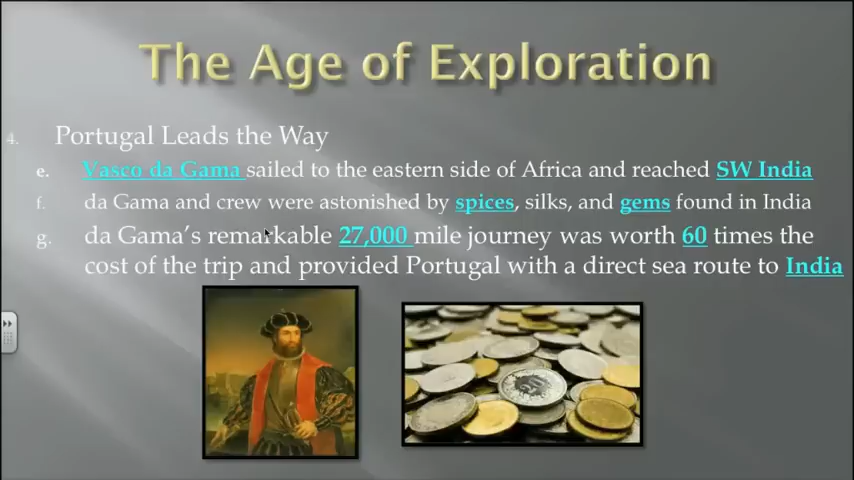 The Age of Exploration
4. Portugal Leads the Way
e. Vasco da Gama sailed to the eastern side of Africa and reached SW India
f. da Gama and crew were astonished by spices, silks, and gems found in India
g. da Gama's remarkable 27,000 mile journey was worth 60 times the
cost of the trip and provided Portugal with a direct sea route to India
20